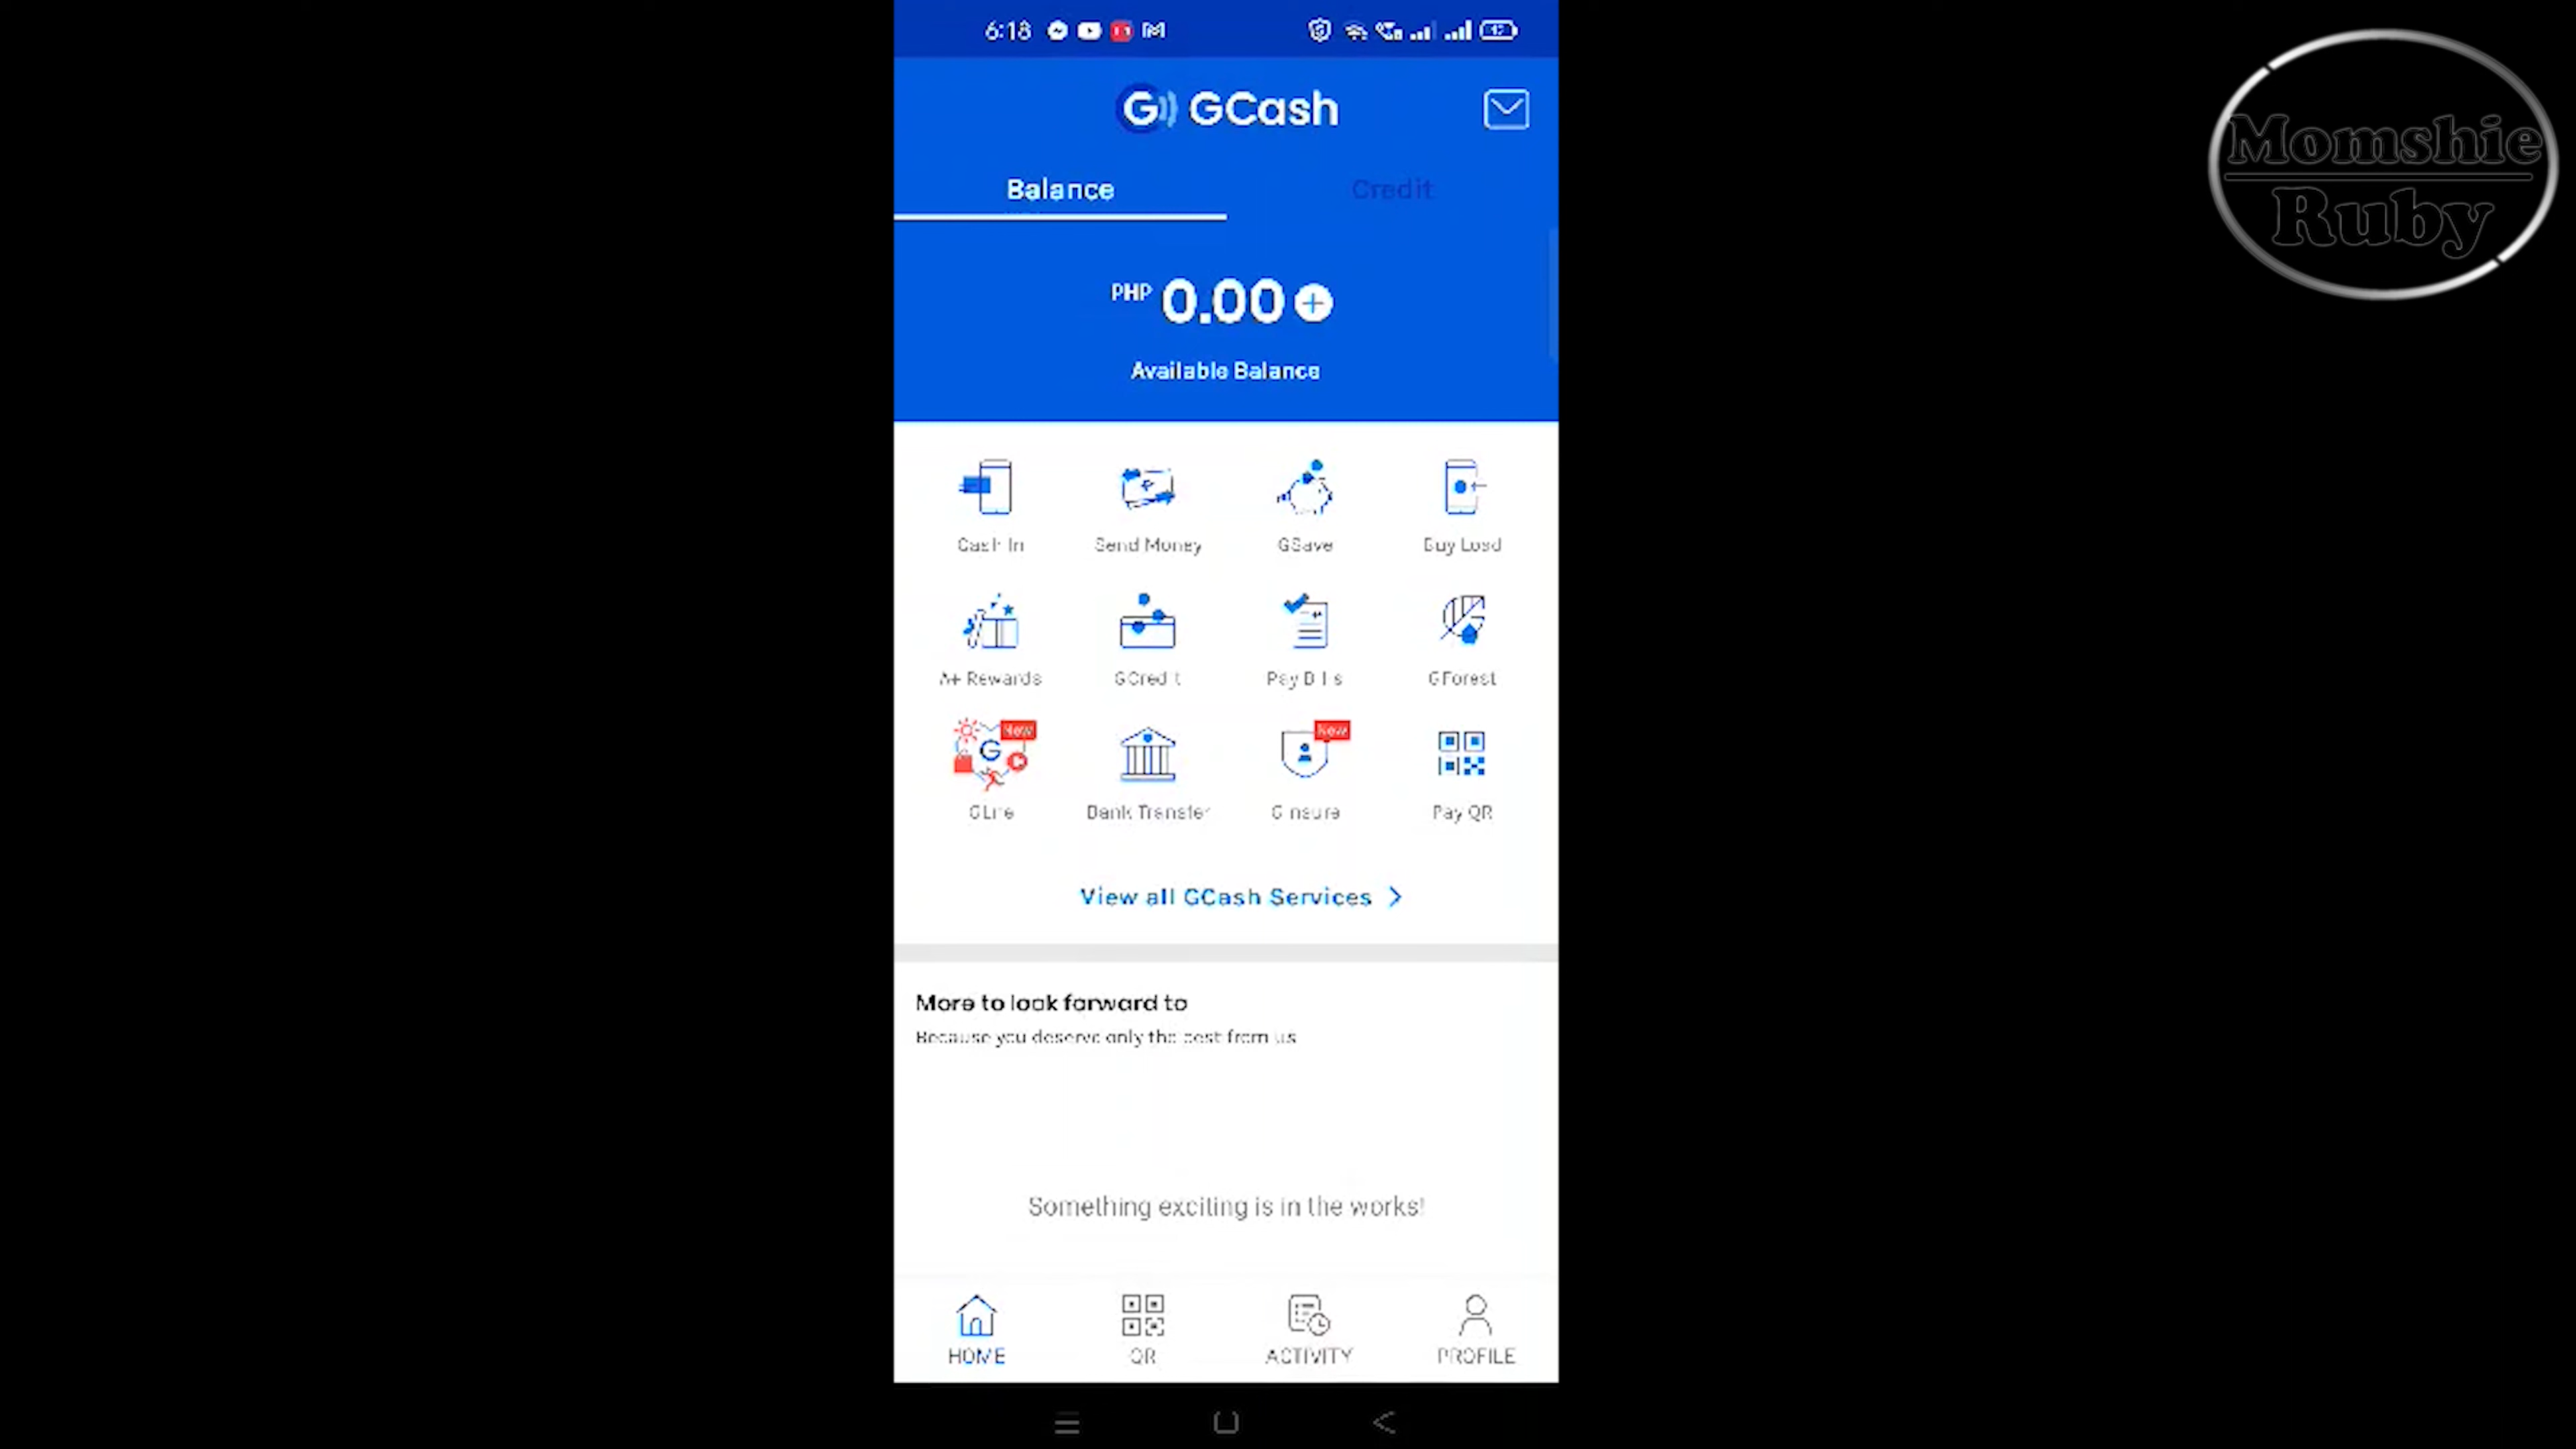 6:18
Momshie
Ruby
G GCash
Balance Credit
PHP 0.00
Available Balance
Cash In Send Money GSave Buy Load
A+ Rewards GCredit Pay Bills GForest
New New
GLife Bank Transfer GInsure Pay QR
View all GCash Services
More to look forward to
Because you deserve only the best from us
Something exciting is in the works!
HOME QR ACTIVITY PROFILE